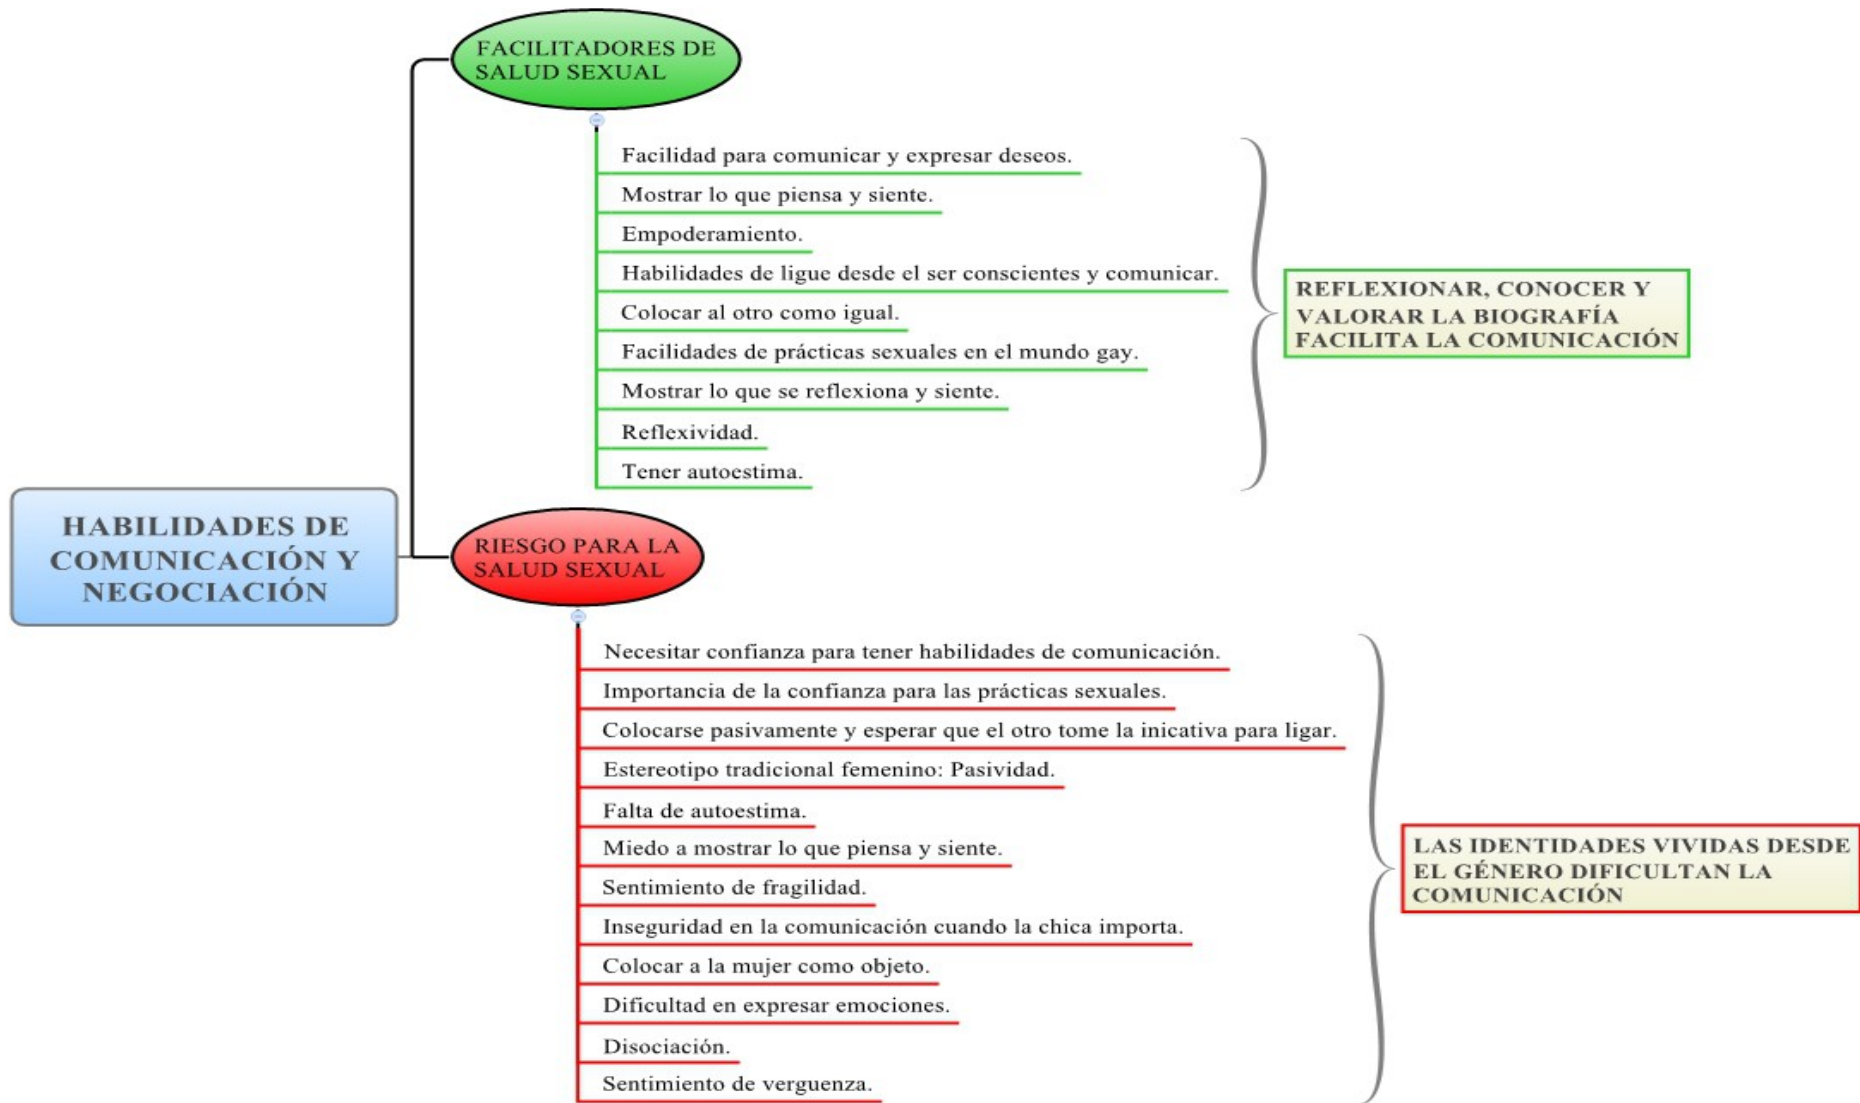 FACILITADORES DE
SALUD SEXUAL
Facilidad para comunicar y expresar deseos.
Mostrar lo que piensa y siente.
Empoderamiento.
Habilidades de ligue desde el ser conscientes y comunicar.
Colocar al otro como igual.
Facilidades de prácticas sexuales en el mundo gay.
Mostrar lo que se reflexiona y siente.
Reflexividad.
Tener autoestima.
REFLEXIONAR, CONOCER Y
VALORAR LA BIOGRAFÍA
FACILITA LA COMUNICACIÓN
HABILIDADES DE
COMUNICACIÓN Y
NEGOCIACIÓN
RIESGO PARA LA
SALUD SEXUAL
Necesitar confianza para tener habilidades de comunicación.
Importancia de la confianza para las prácticas sexuales.
Colocarse pasivamente y esperar que el otro tome la inicativa para ligar.
Estereotipo tradicional femenino: Pasividad.
Falta de autoestima.
Miedo a mostrar lo que piensa y siente.
Sentimiento de fragilidad.
Inseguridad en la comunicación cuando la chica importa.
Colocar a la mujer como objeto.
Dificultad en expresar emociones.
Disociación.
Sentimiento de verguenza.
LAS IDENTIDADES VIVIDAS DESDE
EL GÉNERO DIFICULTAN LA
COMUNICACIÓN